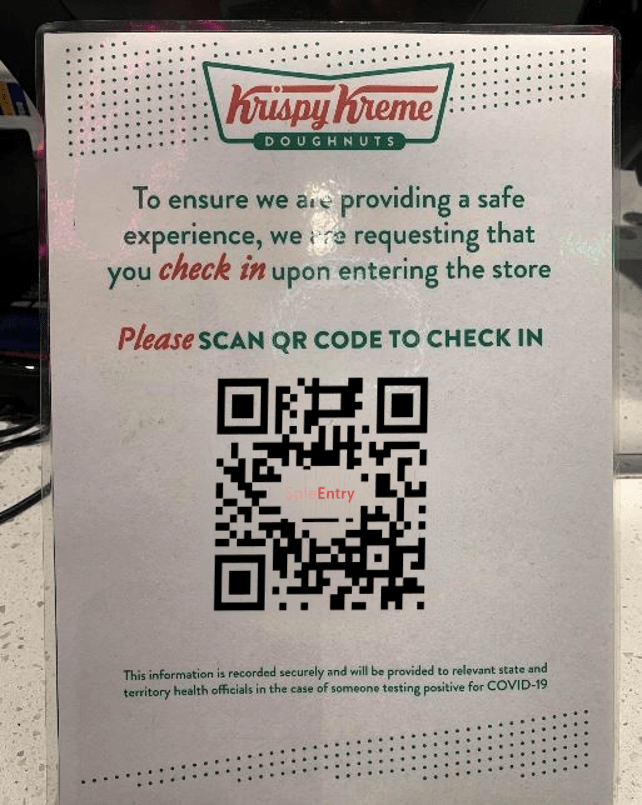 Krispy Kreme
DOUGHNUTS
To ensure we are providing a safe
experience, we are requesting that
you check in upon entering the store
Please SCAN QR CODE TO CHECK IN
SafeEntry
This information is recorded securely and will be provided to relevant state and
territory health officials in the case of someone testing positive for COVID-19